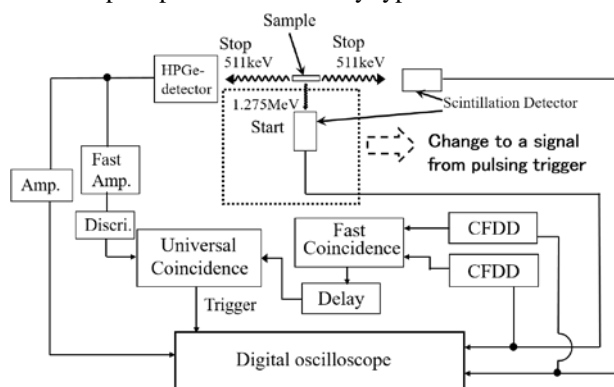 Sample
Stop
511keV
Stop
511keV
HPGe-
detector
1.275MeV
Start
Scintillation Detector
Change to a signal
from pulsing trigger
Amp.
Fast
Amp.
Discri.
Universal
Coincidence
Fast
Coincidence
CFDD
CFDD
Delay
Trigger
Digital oscilloscope